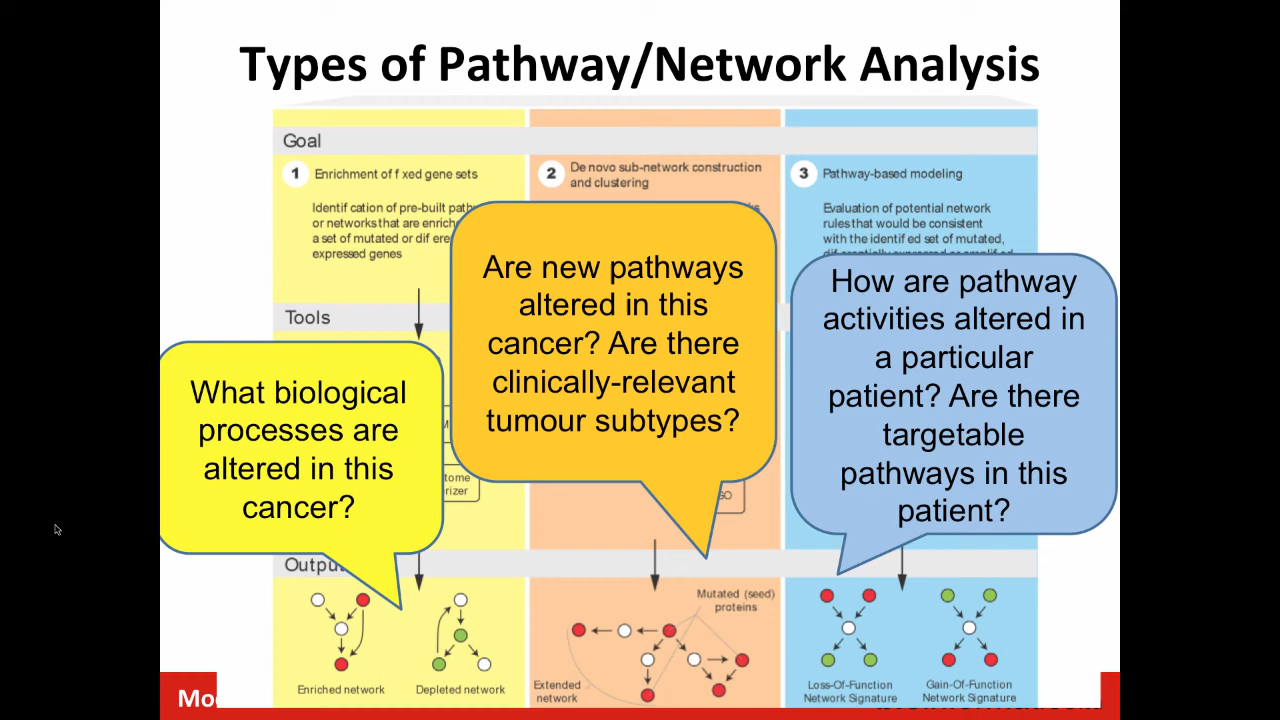 Types of Pathway/Network Analysis
Goal
1 Enrichment of f xed gene sets
Identif cation of pre-built
or networks that are
a set of mutated or dif
expressed genes
2 De novo sub-network construction
and clustering
3 Pathway-based modeling
Evaluation of potential network
rules that would be consistent
with the identif ed set of mutated,
Tools
What biological
processes are
altered in this
cancer?
Are new pathways
altered in this
cancer? Are there
clinically-relevant
tumour subtypes?
How are pathway
activities altered in
a particular
patient? Are there
targetable
pathways in this
patient?
Enriched network
Depleted network
Mutated (seed)
proteins
Extended
network
Loss-Of-Function
Network Signature
Gain-Of-Function
Network Signature